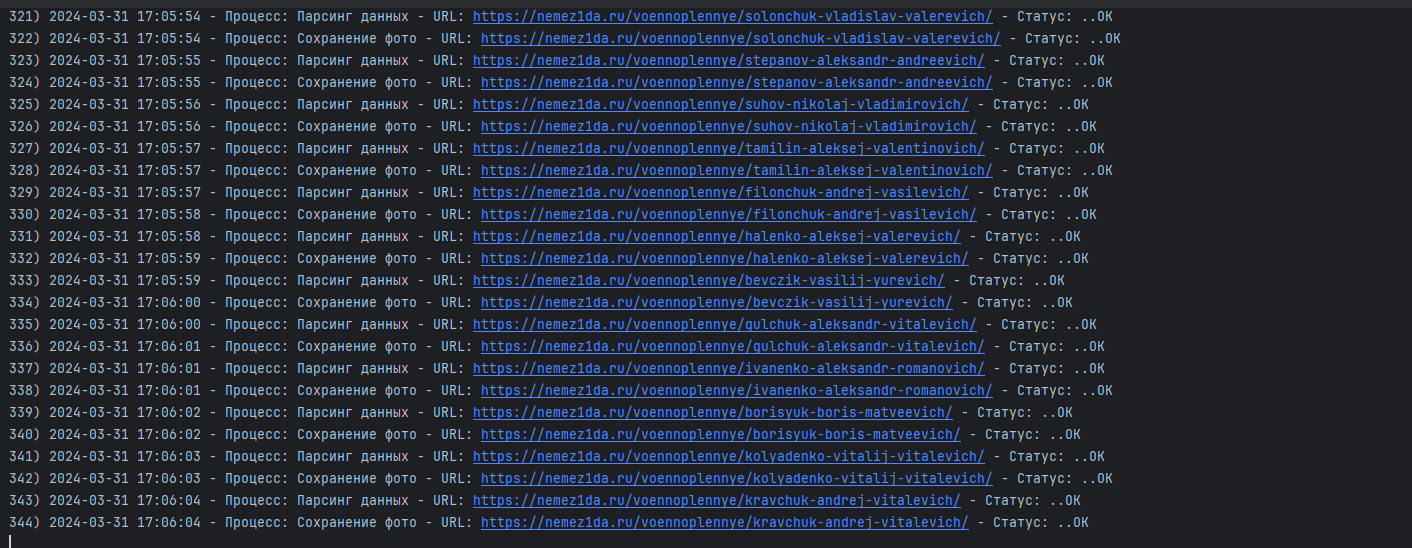 321) 2024-03-31 17:05:54 - Процесс: Парсинг данных - URL: https://nemez1da.ru/voennoplennye/solonchuk-vladislav-valerevich/ - Статус: ..OK
322) 2024-03-31 17:05:54 - Процесс: Сохранение фото - URL: https://nemez1da.ru/voennoplennye/solonchuk-vladislav-valerevich/ - Статус: ..OK
323) 2024-03-31 17:05:55 - Процесс: Парсинг данных - URL: https://nemez1da.ru/voennoplennye/stepanov-aleksandr-andreevich/ - Статус: ..OK
324) 2024-03-31 17:05:55 - Процесс: Сохранение фото - URL: https://nemez1da.ru/voennoplennye/stepanov-aleksandr-andreevich/ - Статус: ..OK
325) 2024-03-31 17:05:56 - Процесс: Парсинг данных - URL: https://nemez1da.ru/voennoplennye/suhov-nikolaj-vladimirovich/ - Статус: ..OK
326) 2024-03-31 17:05:56 - Процесс: Сохранение фото - URL: https://nemez1da.ru/voennoplennye/suhov-nikolaj-vladimirovich/ - Статус: ..OK
327) 2024-03-31 17:05:57 - Процесс: Парсинг данных - URL: https://nemez1da.ru/voennoplennye/tamilin-aleksej-valentinovich/ - Статус: ..OK
328) 2024-03-31 17:05:57 - Процесс: Сохранение фото - URL: https://nemez1da.ru/voennoplennye/tamilin-aleksej-valentinovich/ - Статус: ..OK
329) 2024-03-31 17:05:57 - Процесс: Парсинг данных - URL: https://nemez1da.ru/voennoplennye/filonchuk-andrej-vasilevich/ - Статус: ..OK
330) 2024-03-31 17:05:58 - Процесс: Сохранение фото - URL: https://nemez1da.ru/voennoplennye/filonchuk-andrej-vasilevich/ - Статус: ..OK
331) 2024-03-31 17:05:58 - Процесс: Парсинг данных - URL: https://nemez1da.ru/voennoplennye/halenko-aleksej-valerevich/ - Статус: ..OK
332) 2024-03-31 17:05:59 - Процесс: Сохранение фото - URL: https://nemez1da.ru/voennoplennye/halenko-aleksej-valerevich/ - Статус: ..OK
333) 2024-03-31 17:05:59 - Процесс: Парсинг данных - URL: https://nemez1da.ru/voennoplennye/bevczik-vasilij-yurevich/ - Статус: ..OK
334) 2024-03-31 17:06:00 - Процесс: Сохранение фото - URL: https://nemez1da.ru/voennoplennye/bevczik-vasilij-yurevich/ - Статус: ..OK
335) 2024-03-31 17:06:00 - Процесс: Парсинг данных - URL: https://nemez1da.ru/voennoplennye/gulchuk-aleksandr-vitalevich/ - Статус: ..OK
336) 2024-03-31 17:06:01 - Процесс: Сохранение фото - URL: https://nemez1da.ru/voennoplennye/gulchuk-aleksandr-vitalevich/ - Статус: ..OK
337) 2024-03-31 17:06:01 - Процесс: Парсинг данных - URL: https://nemez1da.ru/voennoplennye/ivanenko-aleksandr-romanovich/ - Статус: ..OK
338) 2024-03-31 17:06:01 - Процесс: Сохранение фото - URL: https://nemez1da.ru/voennoplennye/ivanenko-aleksandr-romanovich/ - Статус: ..OK
339) 2024-03-31 17:06:02 - Процесс: Парсинг данных - URL: https://nemez1da.ru/voennoplennye/borisyuk-boris-matveevich/ - Статус: ..OK
340) 2024-03-31 17:06:02 - Процесс: Сохранение фото - URL: https://nemez1da.ru/voennoplennye/borisyuk-boris-matveevich/ - Статус: ..OK
341) 2024-03-31 17:06:03 - Процесс: Парсинг данных - URL: https://nemez1da.ru/voennoplennye/kolyadenko-vitalij-vitalevich/ - Статус: ..OK
342) 2024-03-31 17:06:03 - Процесс: Сохранение фото - URL: https://nemez1da.ru/voennoplennye/kolyadenko-vitalij-vitalevich/ - Статус: ..OK
343) 2024-03-31 17:06:04 - Процесс: Парсинг данных - URL: https://nemez1da.ru/voennoplennye/kravchuk-andrej-vitalevich/ - Статус: ..OK
344) 2024-03-31 17:06:04 - Процесс: Сохранение фото - URL: https://nemez1da.ru/voennoplennye/kravchuk-andrej-vitalevich/ - Статус: ..OK